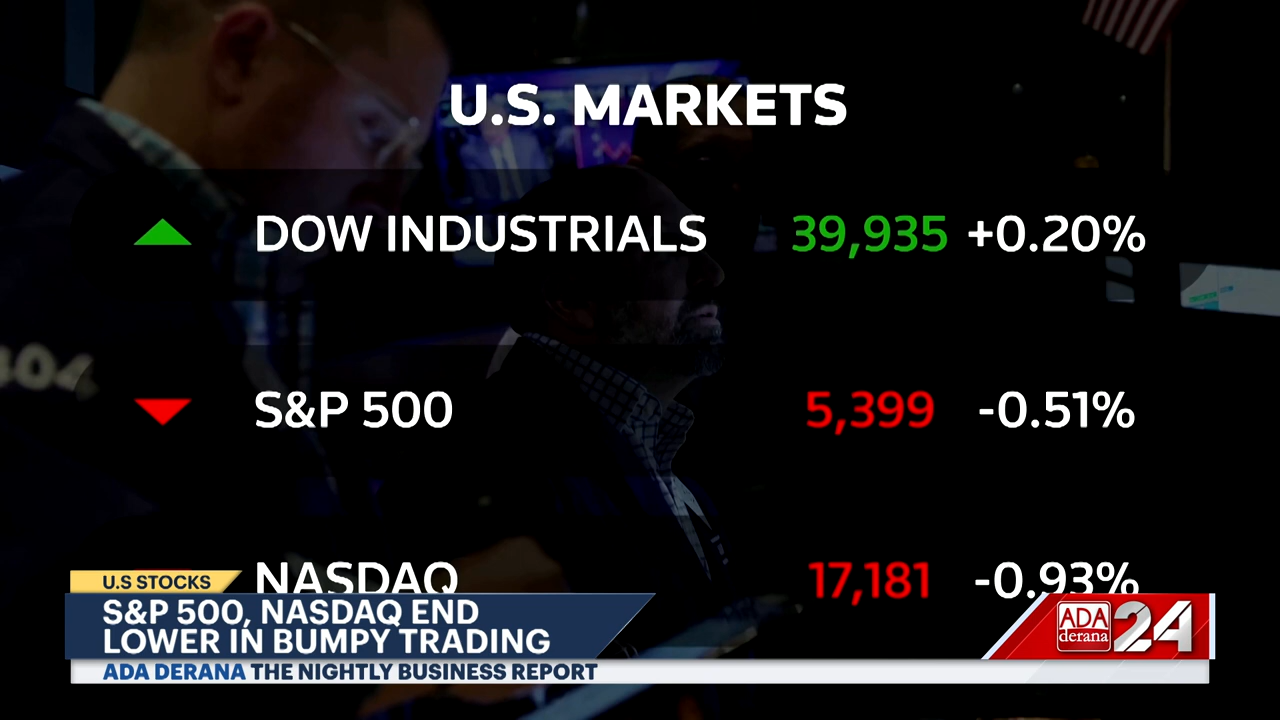 U.S. MARKETS
DOW INDUSTRIALS 39,935 +0.20%
S&P 500 5,399 -0.51%
NASDAQ 17,181 -0.93%
U.S STOCKS
S&P 500, NASDAQ END
LOWER IN BUMPY TRADING
ADA DERANA THE NIGHTLY BUSINESS REPORT
ADA
derana
24